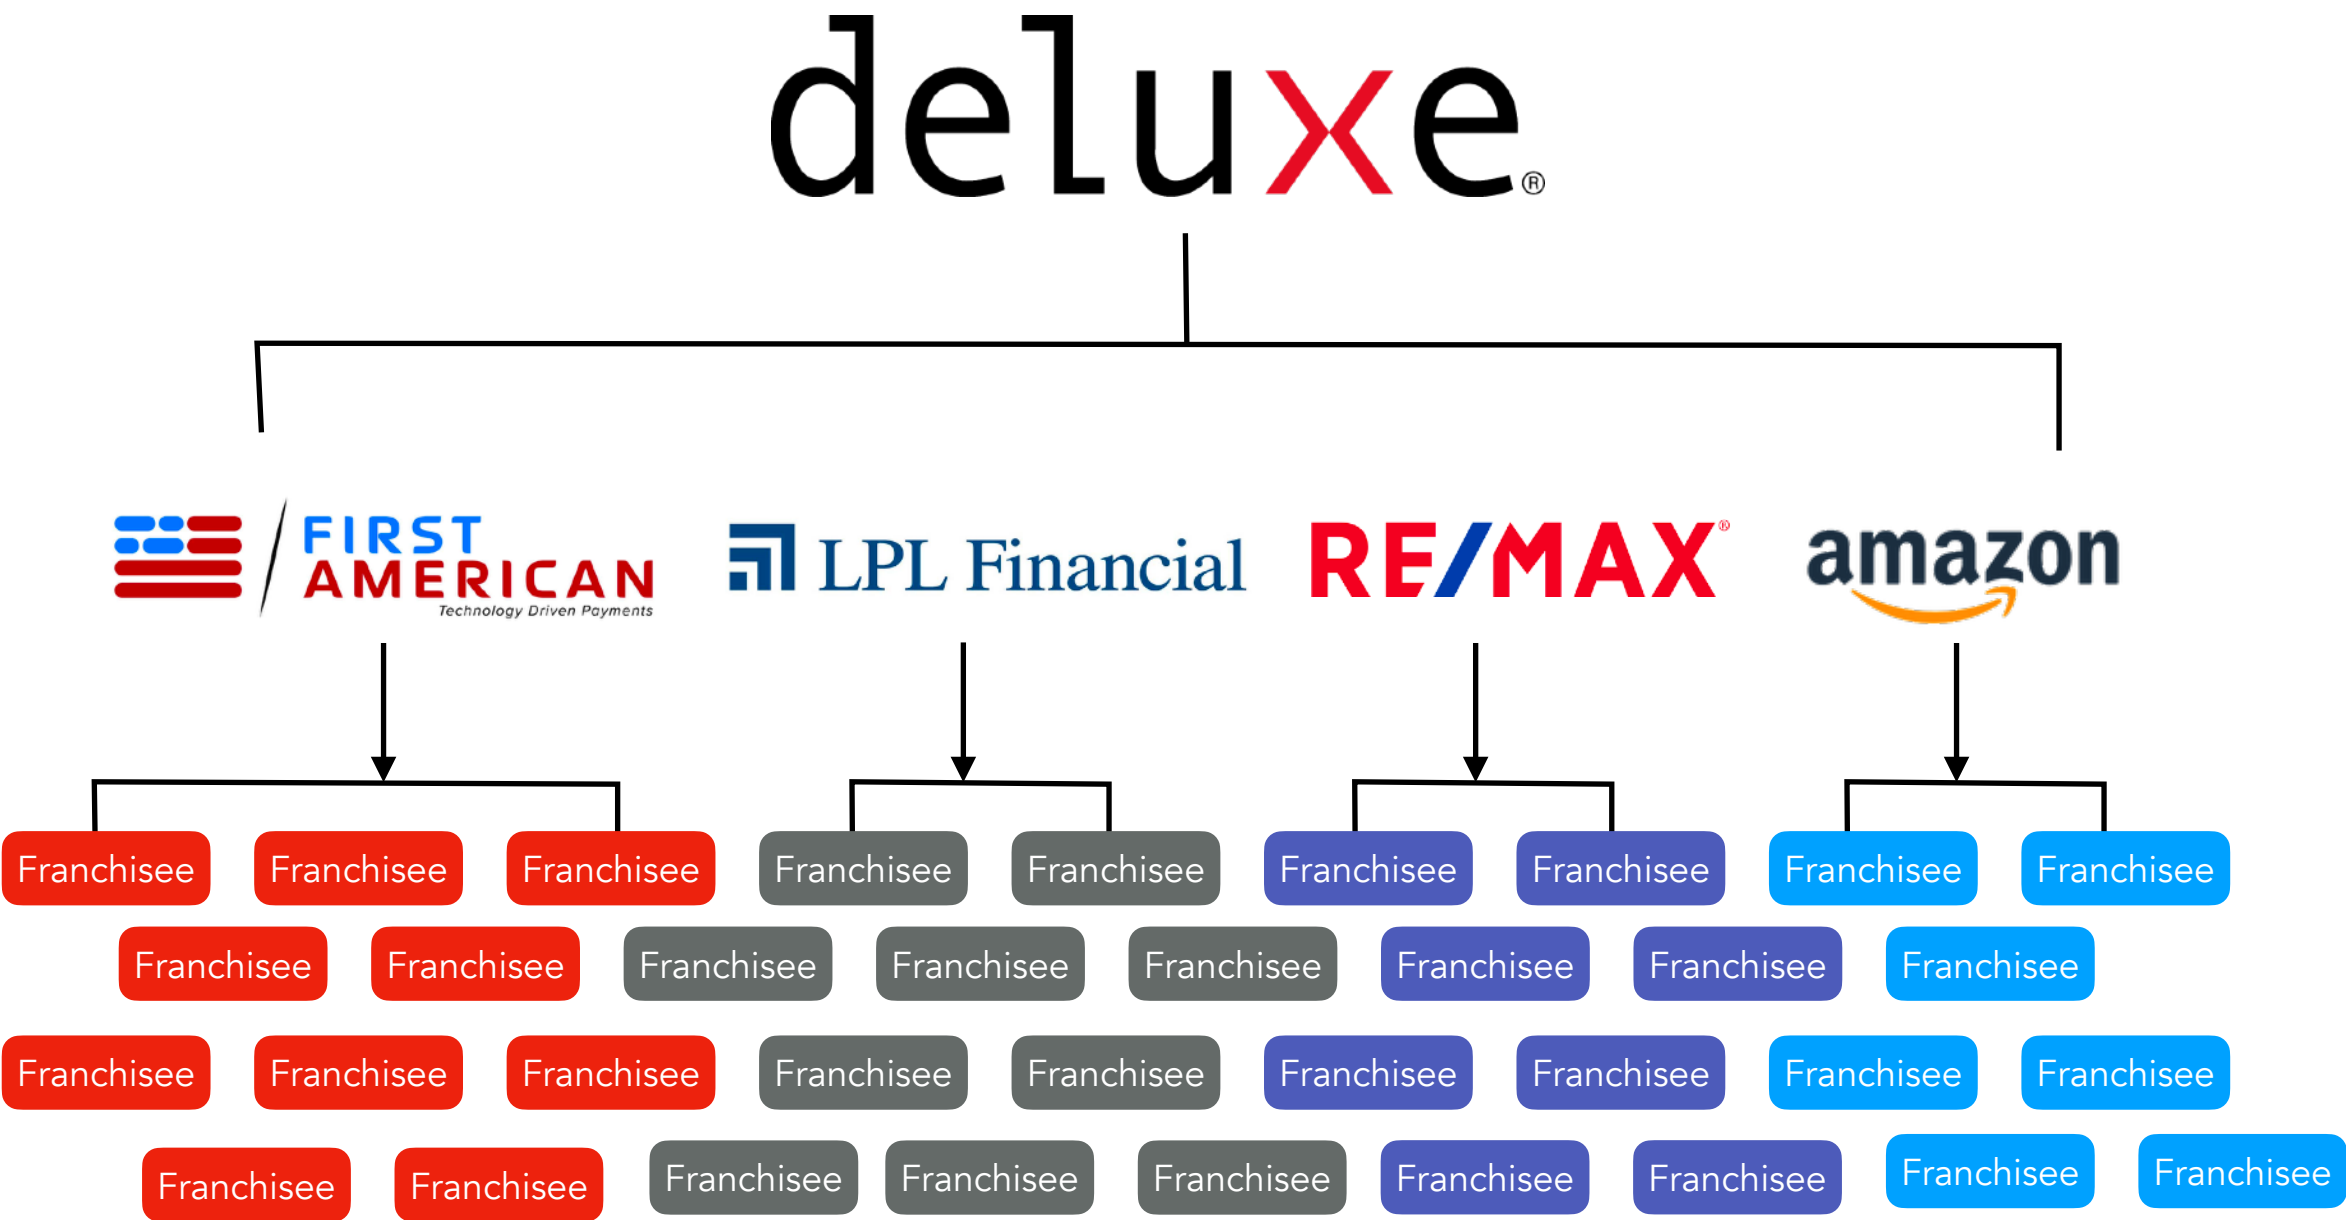 deluxe®
FIRST
AMERICAN
Technology Driven Payments
LPL Financial
RE/MAX®
amazon
Franchisee Franchisee Franchisee Franchisee Franchisee Franchisee Franchisee Franchisee Franchisee
Franchisee Franchisee Franchisee Franchisee Franchisee Franchisee Franchisee Franchisee
Franchisee Franchisee Franchisee Franchisee Franchisee Franchisee Franchisee Franchisee Franchisee
Franchisee Franchisee Franchisee Franchisee Franchisee Franchisee Franchisee Franchisee Franchisee